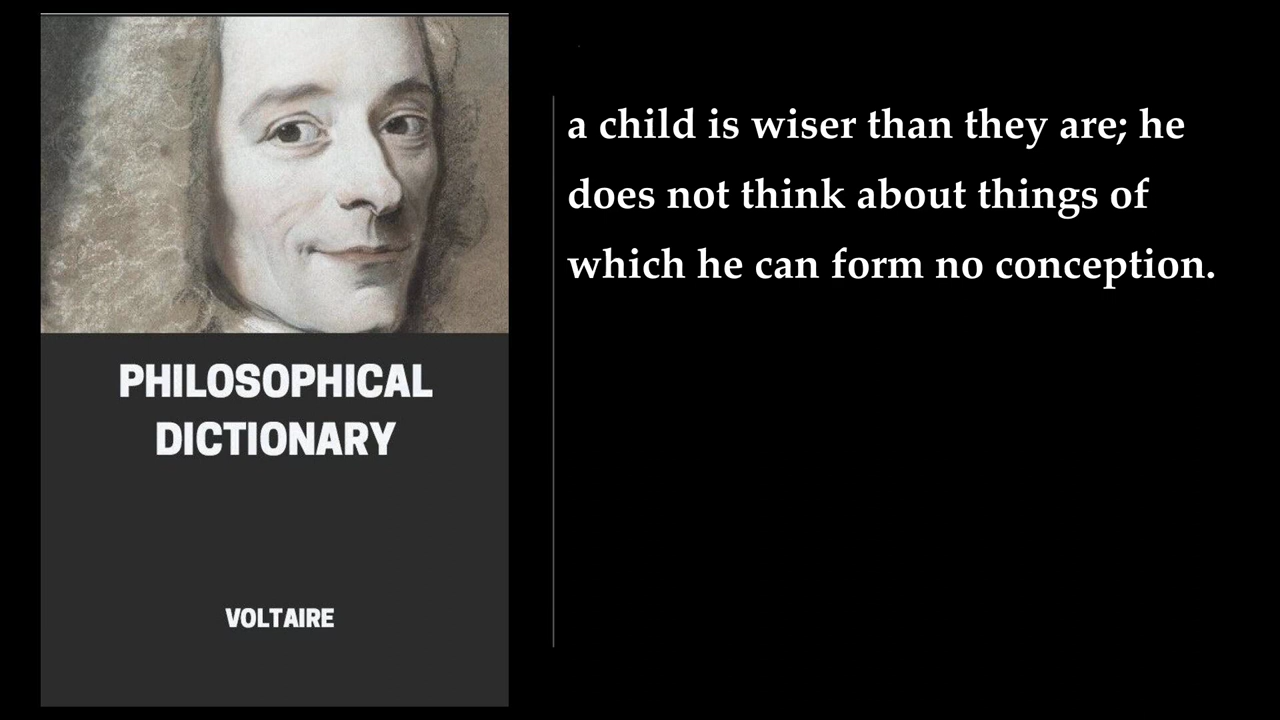 PHILOSOPHICAL
DICTIONARY
VOLTAIRE
a child is wiser than they are; he
does not think about things of
which he can form no conception.